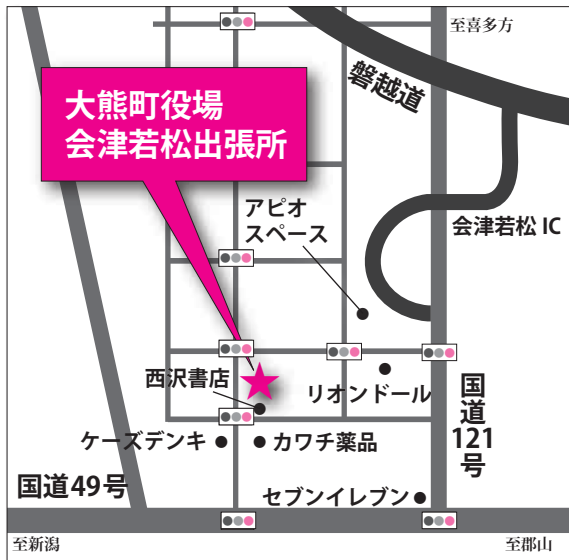 至喜多方
磐越道
大熊町役場
会津若松出張所
アピオ
スペース
会津若松 IC
西沢書店
リオンドール
国道
121
号
ケーズデンキ
カワチ薬品
国道49号
セブンイレブン
至新潟
至郡山